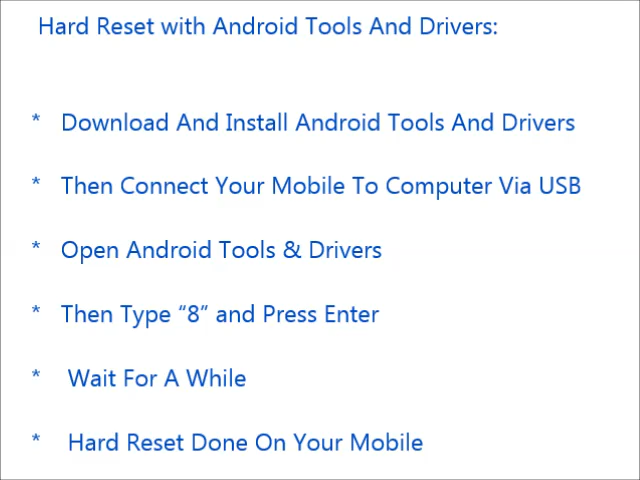 Hard Reset with Android Tools And Drivers:
* Download And Install Android Tools And Drivers
* Then Connect Your Mobile To Computer Via USB
* Open Android Tools & Drivers
* Then Type “8” and Press Enter
* Wait For A While
* Hard Reset Done On Your Mobile